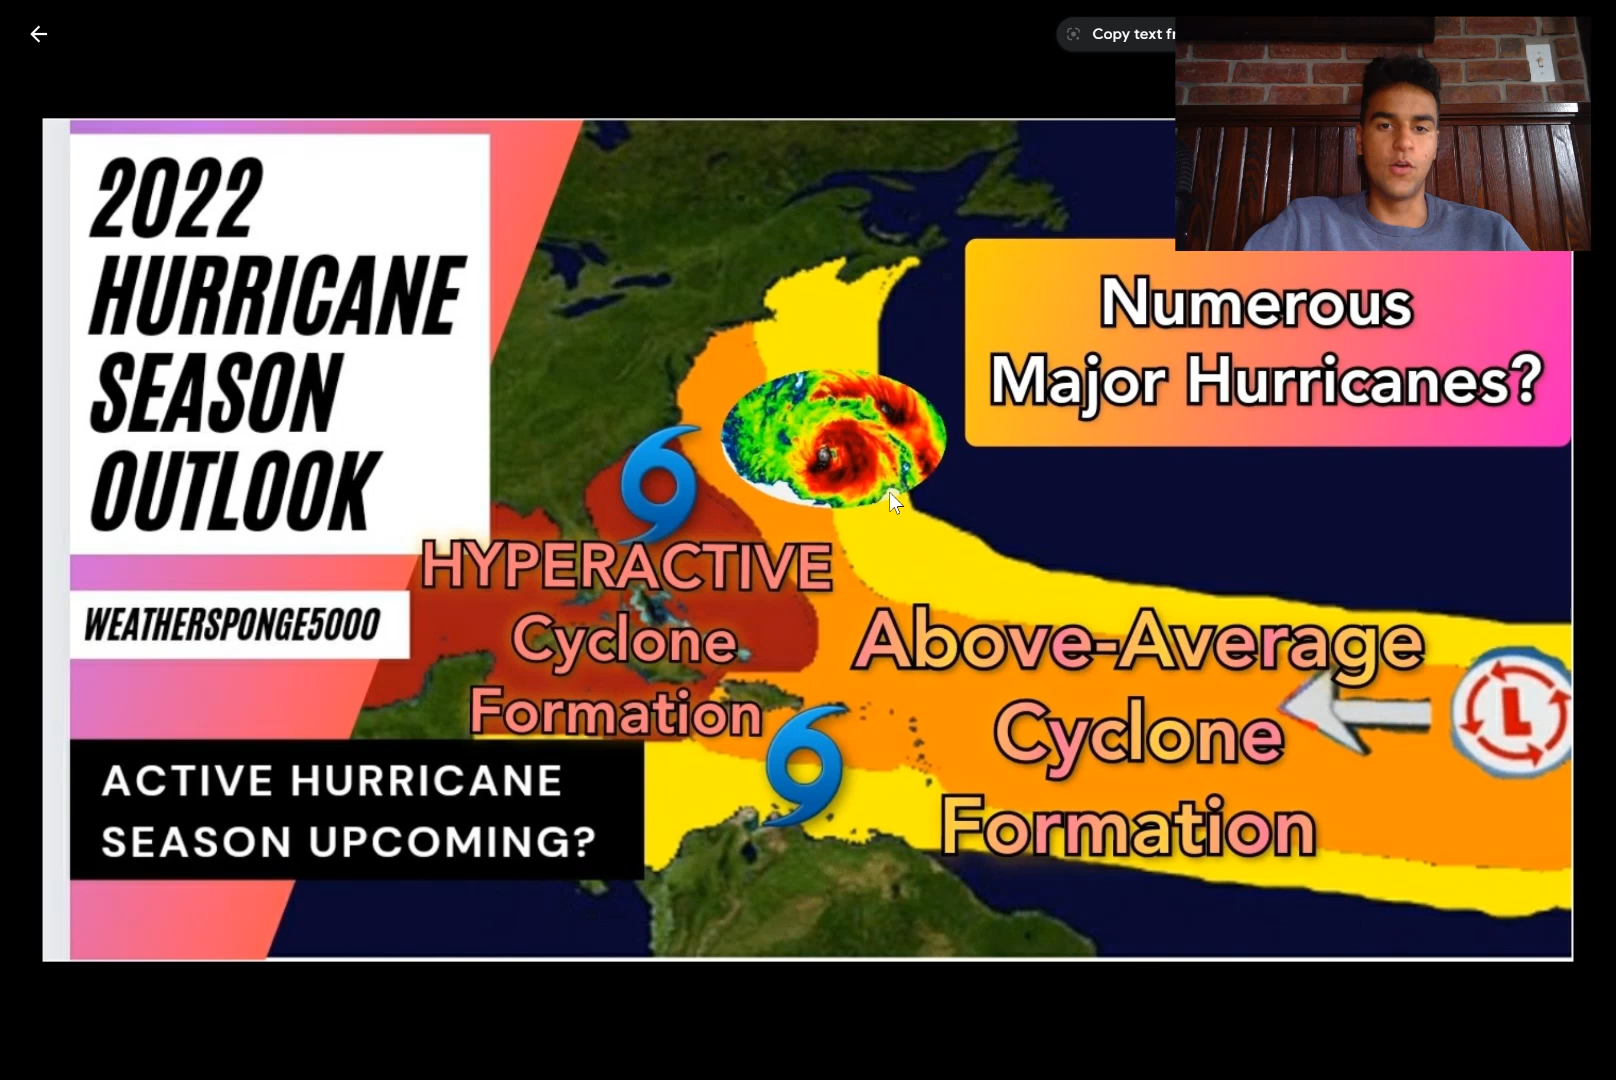 Copy text fr
2022
HURRICANE
SEASON
OUTLOOK
WEATHERSPONGE5000
ACTIVE HURRICANE
SEASON UPCOMING?
Numerous
Major Hurricanes?
HYPERACTIVE
Cyclone
Formation
Above-Average
Cyclone
Formation
L